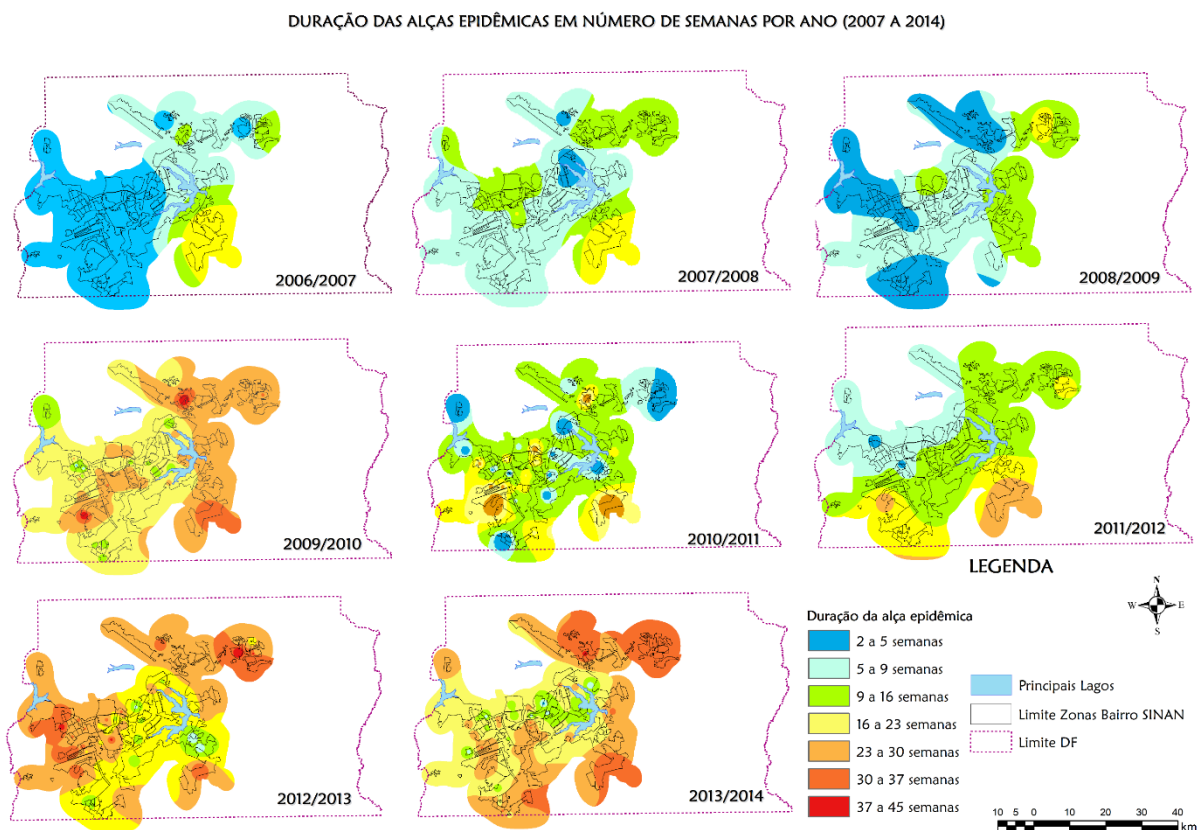 DURAÇÃO DAS ALÇAS EPIDÊMICAS EM NÚMERO DE SEMANAS POR ANO (2007 A 2014)
2006/2007
2007/2008
2008/2009
2009/2010
2010/2011
2011/2012
2012/2013
2013/2014
LEGENDA
N
W E
S
Duração da alça epidêmica
2 a 5 semanas
5 a 9 semanas
9 a 16 semanas
16 a 23 semanas
23 a 30 semanas
30 a 37 semanas
37 a 45 semanas
Principais Lagos
Limite Zonas Bairro SINAN
Limite DF
10 5 0 10 20 30 40
km